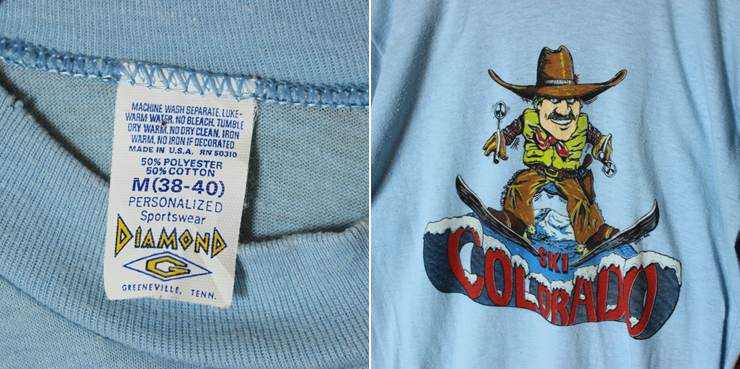 MACHINE WASH SEPARATE. LUKE-
WARM WATER. NO BLEACH. TUMBLE
DRY WARM. NO DRY CLEAN. IRON
WARM. NO IRON IF DECORATED.
MADE IN U.S.A. RN 50310
50% POLYESTER
50% COTTON
M (38-40)
PERSONALIZED
Sportswear
DIAMOND
G
GREENEVILLE, TENN.
SKI
COLORADO